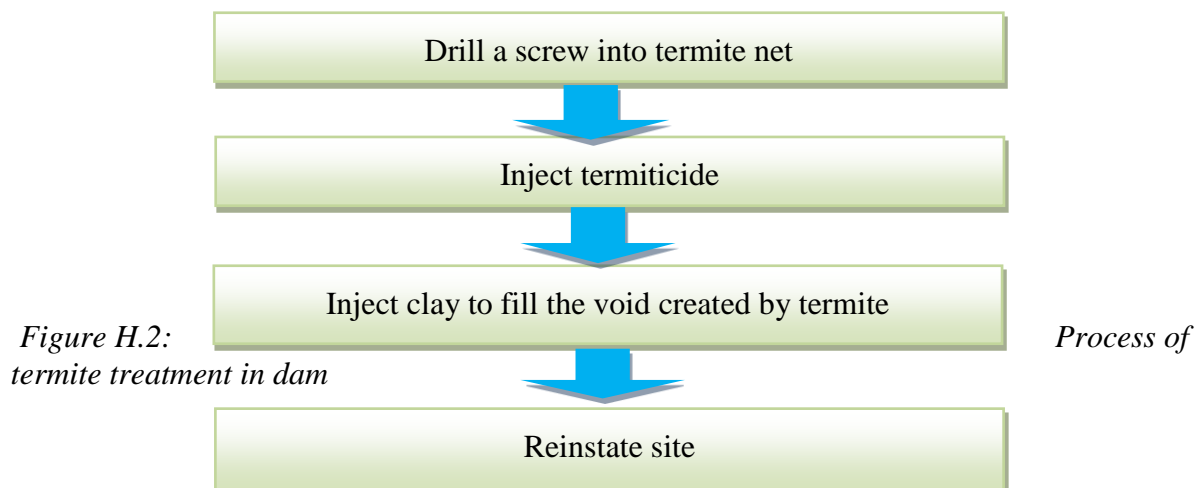 Drill a screw into termite net
Inject termiticide
Inject clay to fill the void created by termite
Figure H.2: Process of
termite treatment in dam
Reinstate site